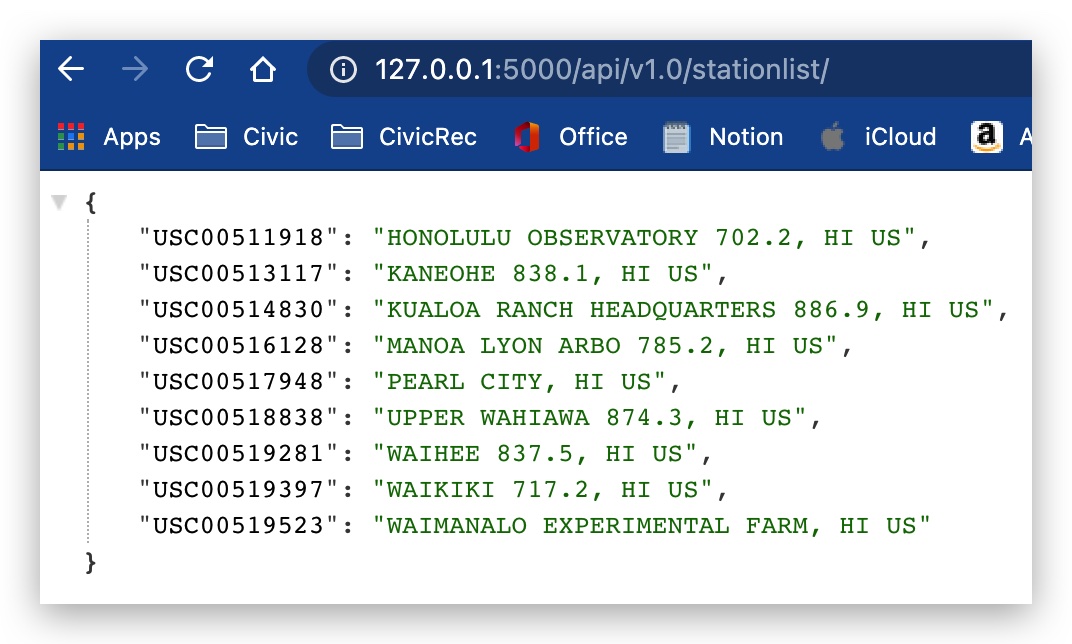 127.0.0.1:5000/api/v1.0/stationlist/
Apps Civic CivicRec Office Notion iCloud a A
{
"USC00511918": "HONOLULU OBSERVATORY 702.2, HI US",
"USC00513117": "KANEOHE 838.1, HI US",
"USC00514830": "KUALOA RANCH HEADQUARTERS 886.9, HI US",
"USC00516128": "MANOA LYON ARBO 785.2, HI US",
"USC00517948": "PEARL CITY, HI US",
"USC00518838": "UPPER WAHIAWA 874.3, HI US",
"USC00519281": "WAIHEE 837.5, HI US",
"USC00519397": "WAIKIKI 717.2, HI US",
"USC00519523": "WAIMANALO EXPERIMENTAL FARM, HI US"
}